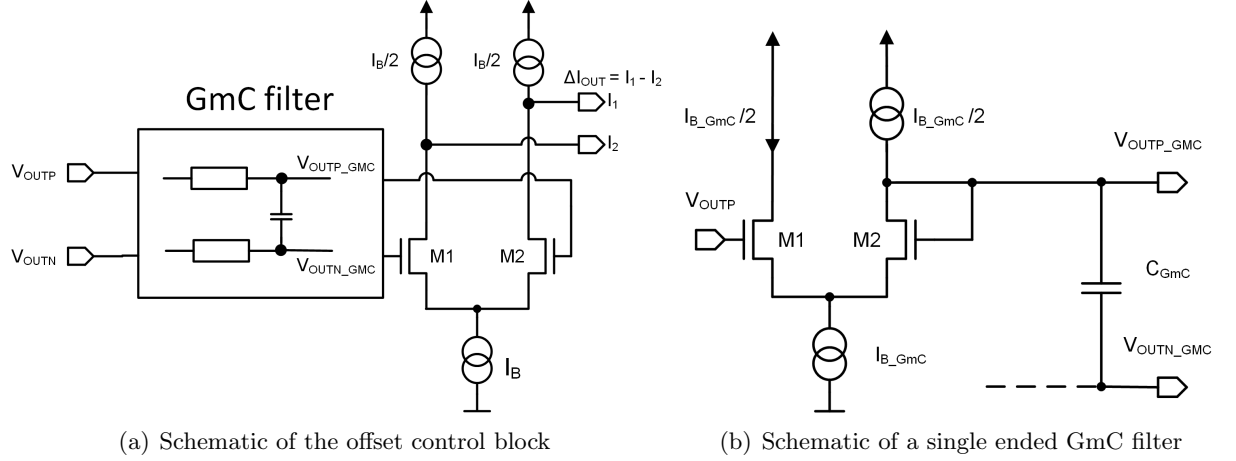 I_B/2
I_B/2
ΔI_OUT = I_1 - I_2
GmC filter
I_1
I_2
V_OUTP
V_OUTP_GMC
V_OUTN
V_OUTN_GMC
M1
M2
I_B
(a) Schematic of the offset control block
I_B_GmC /2
I_B_GmC /2
V_OUTP_GMC
V_OUTP
M1
M2
C_GmC
V_OUTN_GMC
I_B_GmC
(b) Schematic of a single ended GmC filter